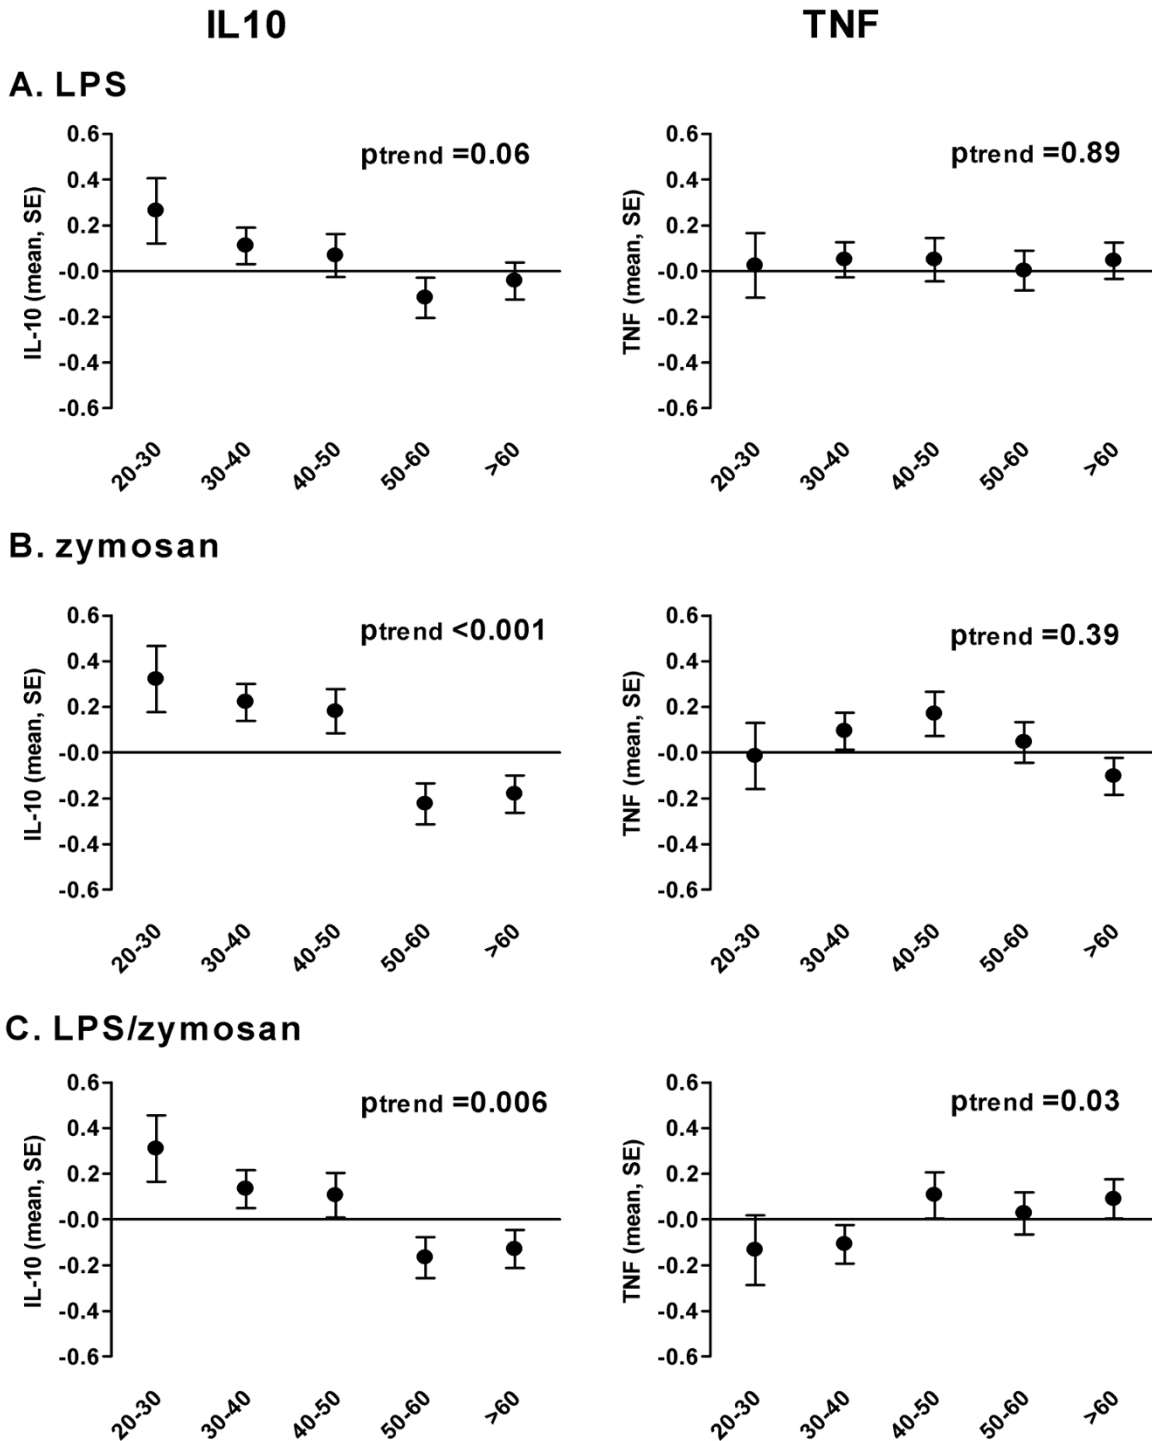 IL10 TNF
A. LPS
0.6
0.4
0.2
-0.0
-0.2
-0.4
-0.6
IL-10 (mean, SE)
ptrend =0.06
20-30 30-40 40-50 50-60 >60
0.6
0.4
0.2
-0.0
-0.2
-0.4
-0.6
TNF (mean, SE)
ptrend =0.89
20-30 30-40 40-50 50-60 >60
B. zymosan
0.6
0.4
0.2
-0.0
-0.2
-0.4
-0.6
IL-10 (mean, SE)
ptrend <0.001
20-30 30-40 40-50 50-60 >60
0.6
0.4
0.2
-0.0
-0.2
-0.4
-0.6
TNF (mean, SE)
ptrend =0.39
20-30 30-40 40-50 50-60 >60
C. LPS/zymosan
0.6
0.4
0.2
-0.0
-0.2
-0.4
-0.6
IL-10 (mean, SE)
ptrend =0.006
20-30 30-40 40-50 50-60 >60
0.6
0.4
0.2
-0.0
-0.2
-0.4
-0.6
TNF (mean, SE)
ptrend =0.03
20-30 30-40 40-50 50-60 >60